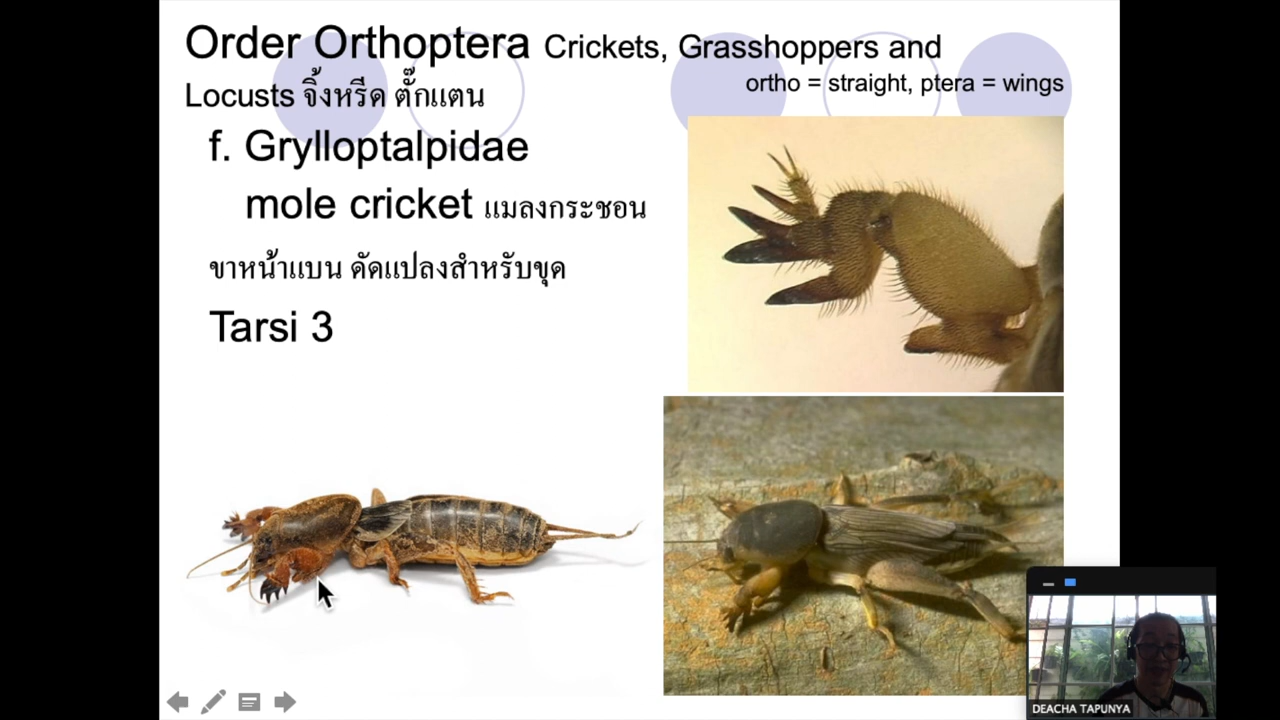 Order Orthoptera Crickets, Grasshoppers and
Locusts จิ้งหรีด ตั๊กแตน
ortho = straight, ptera = wings
f. Grylloptalpidae
mole cricket แมลงกระชอน
ขาหน้าแบน ดัดแปลงสำหรับขุด
Tarsi 3
DEACHA TAPUNYA